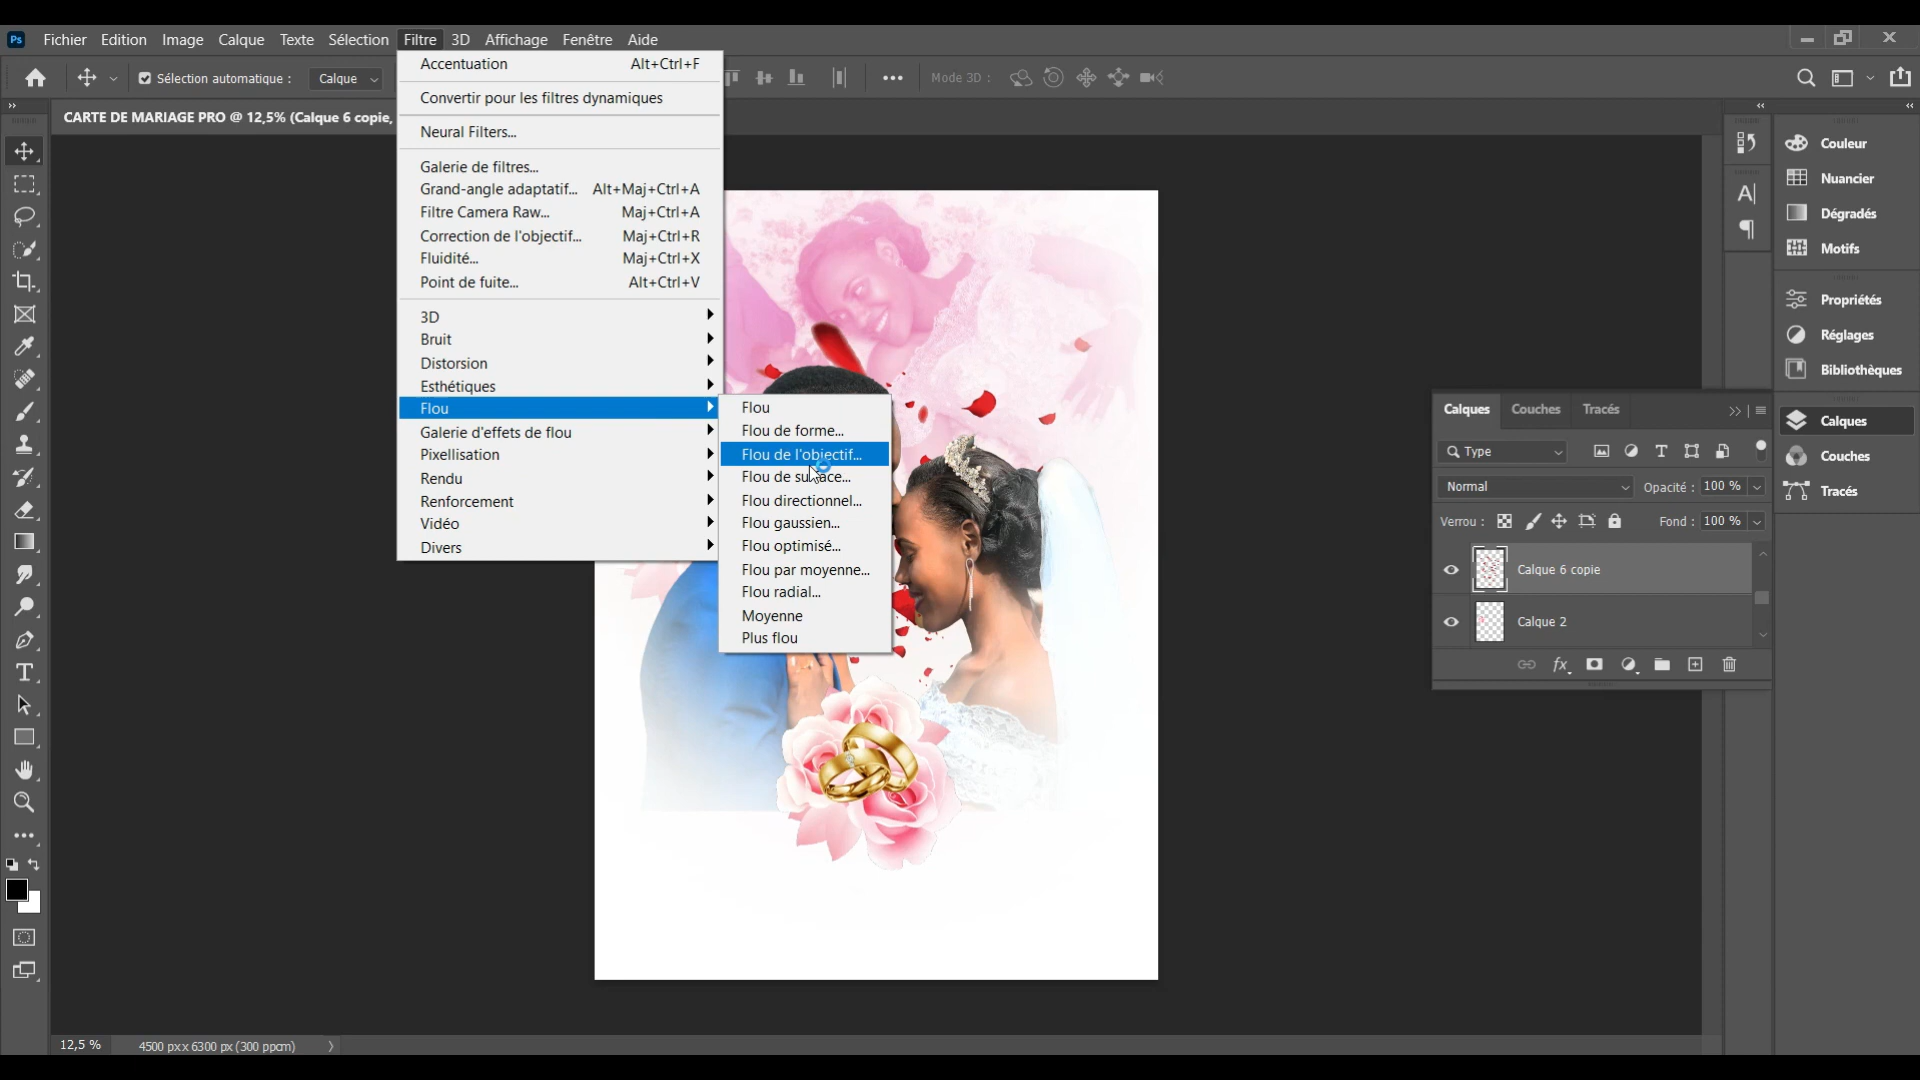 Ps
Fichier Edition Image Calque Texte Sélection Filtre 3D Affichage Fenêtre Aide
Sélection automatique : Calque Mode 3D :
CARTE DE MARIAGE PRO @ 12,5% (Calque 6 copie,
Accentuation Alt+Ctrl+F
Convertir pour les filtres dynamiques
Neural Filters...
Galerie de filtres...
Grand-angle adaptatif... Alt+Maj+Ctrl+A
Filtre Camera Raw... Maj+Ctrl+A
Correction de l'objectif... Maj+Ctrl+R
Fluidité... Maj+Ctrl+X
Point de fuite... Alt+Ctrl+V
3D
Bruit
Distorsion
Esthétiques
Flou
Galerie d'effets de flou
Pixellisation
Rendu
Renforcement
Vidéo
Divers
Flou
Flou de forme...
Flou de l'objectif...
Flou de surface...
Flou directionnel...
Flou gaussien...
Flou optimisé...
Flou par moyenne...
Flou radial...
Moyenne
Plus flou
Couleur
Nuancier
Dégradés
Motifs
Propriétés
Réglages
Bibliothèques
Calques
Couches
Tracés
Calques Couches Tracés
Type
Normal Opacité : 100 %
Verrou : Fond : 100 %
Calque 6 copie
Calque 2
12,5 % 4500 px x 6300 px (300 ppcm)